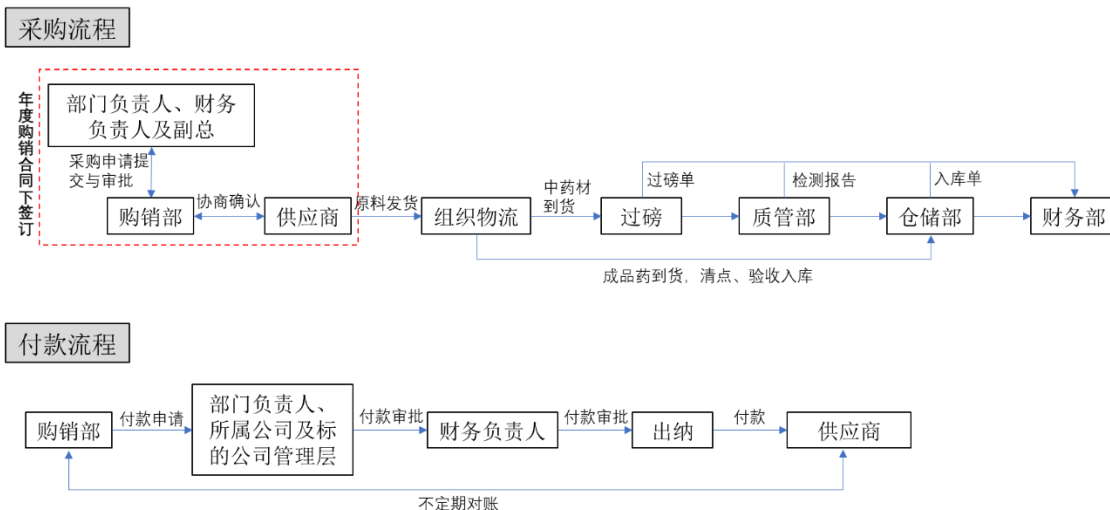 采购流程
年度购销合同下签订
部门负责人、财务
负责人及副总
采购申请提
交与审批
购销部
协商确认
供应商
原料发货
组织物流
中药材
到货
过磅
过磅单
质管部
检测报告
仓储部
入库单
财务部
成品药到货，清点、验收入库
付款流程
购销部
付款申请
部门负责人、
所属公司及标
的公司管理层
付款审批
财务负责人
付款审批
出纳
付款
供应商
不定期对账